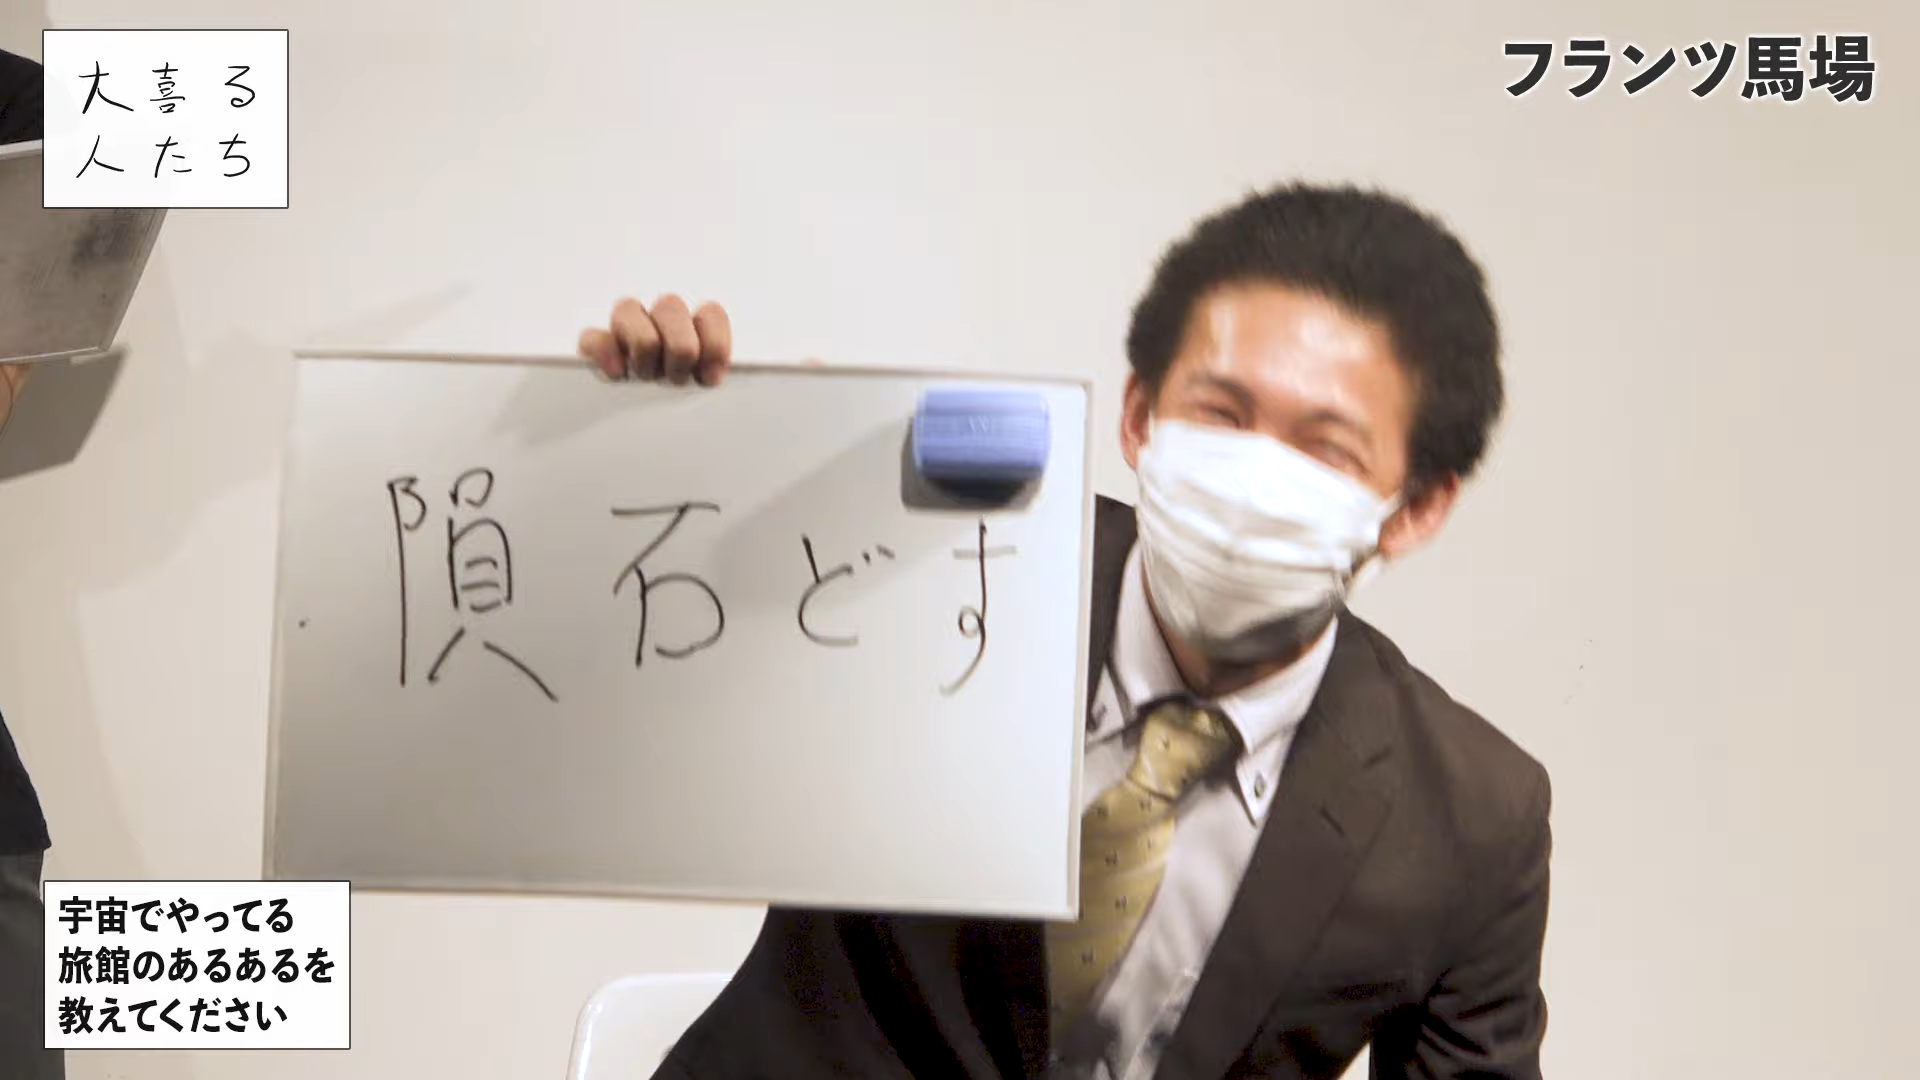 大喜る
人たち
フランツ馬場
隕石どす
宇宙でやってる
旅館のあるあるを
教えてください